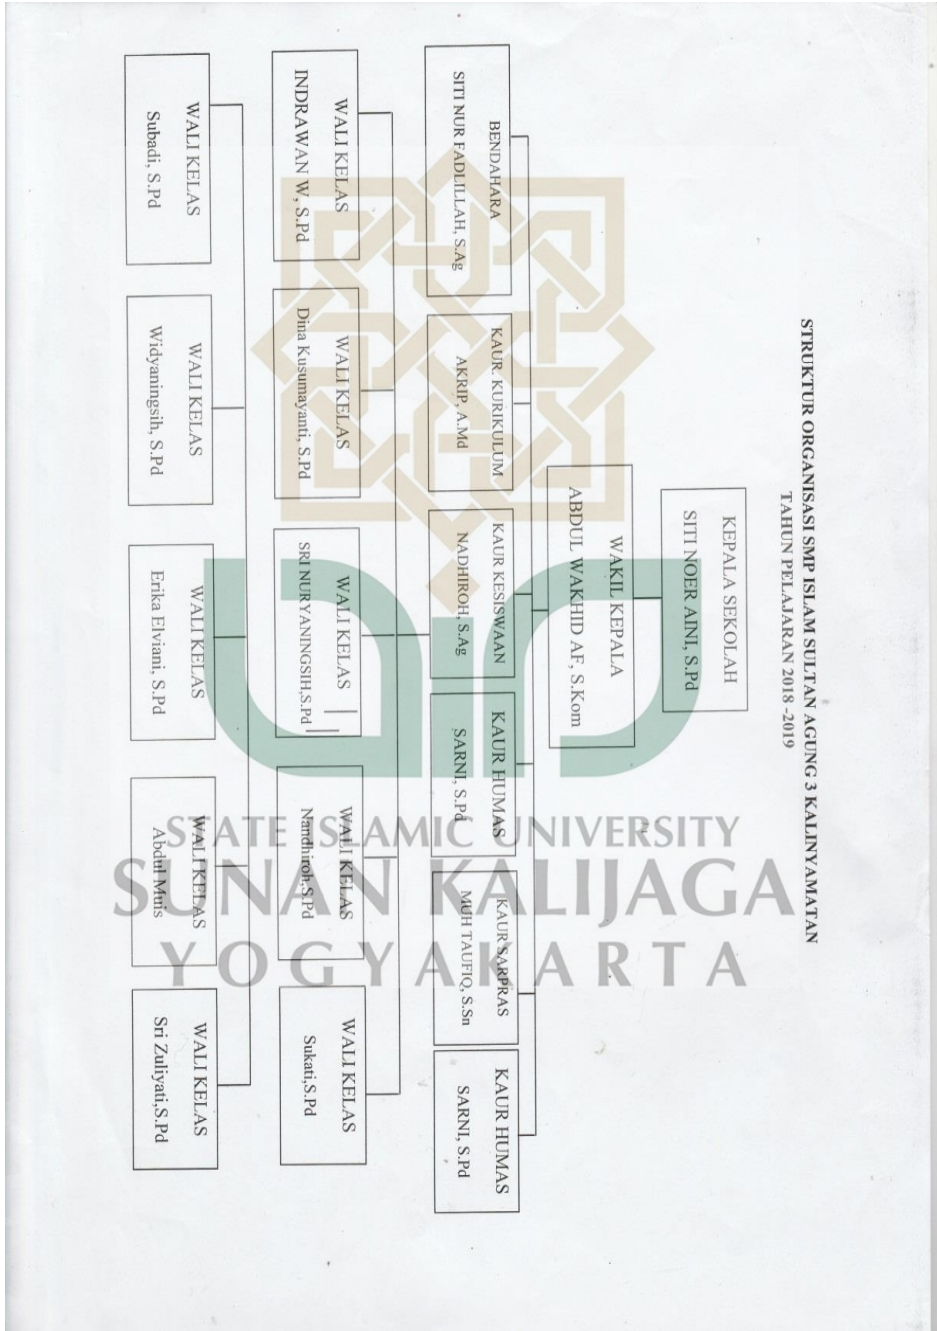 STRUKTUR ORGANISASI SMP ISLAM SULTAN AGUNG 3 KALINYAMATAN
TAHUN PELAJARAN 2018 -2019
KEPALA SEKOLAH
SITI NOER AINI, S.Pd
WAKIL KEPALA
ABDUL WAKHID AF, S.Kom
BENDAHARA
SITI NUR FADLILLAH, S.Ag
KAUR. KURIKULUM
AKRIP, A.Md
KAUR KESISWAAN
NADHIROH, S.Ag
KAUR HUMAS
SARNI, S.Pd
KAUR SARPRAS
MUH TAUFIQ, S.Sn
KAUR HUMAS
SARNI, S.Pd
WALI KELAS
INDRAWAN W, S.Pd
WALI KELAS
Dina Kusumayanti, S.Pd
WALI KELAS
SRI NURYANINGSIH,S.Pd
WALI KELAS
Nandhiroh,S.Pd
WALI KELAS
Sukati,S.Pd
WALI KELAS
Subadi, S.Pd
WALI KELAS
Widyaningsih, S.Pd
WALI KELAS
Erika Elviani, S.Pd
WALI KELAS
Abdul Muis
WALI KELAS
Sri Zuliyati,S.Pd
STATE ISLAMIC UNIVERSITY
SUNAN KALIJAGA
YOGYAKARTA